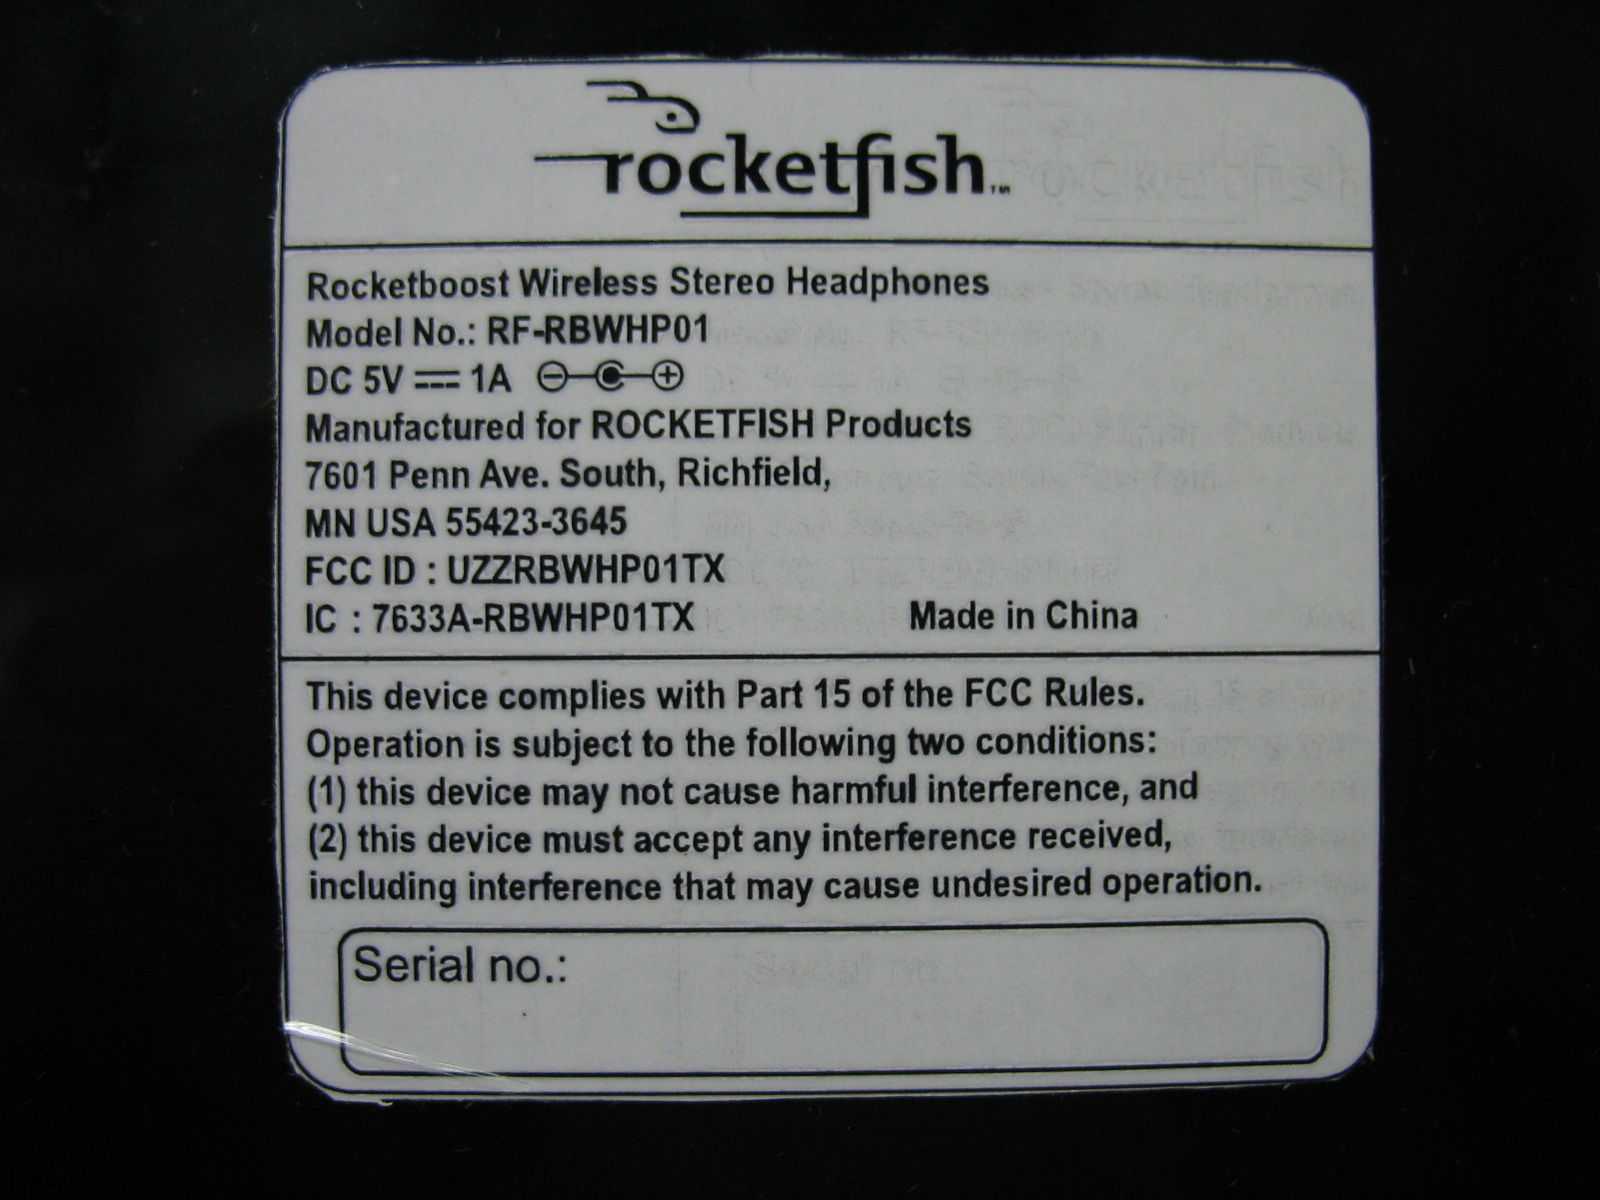 rocketfish™
Rocketboost Wireless Stereo Headphones
Model No.: RF-RBWHP01
DC 5V ⎓ 1A
Manufactured for ROCKETFISH Products
7601 Penn Ave. South, Richfield,
MN USA 55423-3645
FCC ID : UZZRBWHP01TX
IC : 7633A-RBWHP01TX Made in China
This device complies with Part 15 of the FCC Rules.
Operation is subject to the following two conditions:
(1) this device may not cause harmful interference, and
(2) this device must accept any interference received,
including interference that may cause undesired operation.
Serial no.: